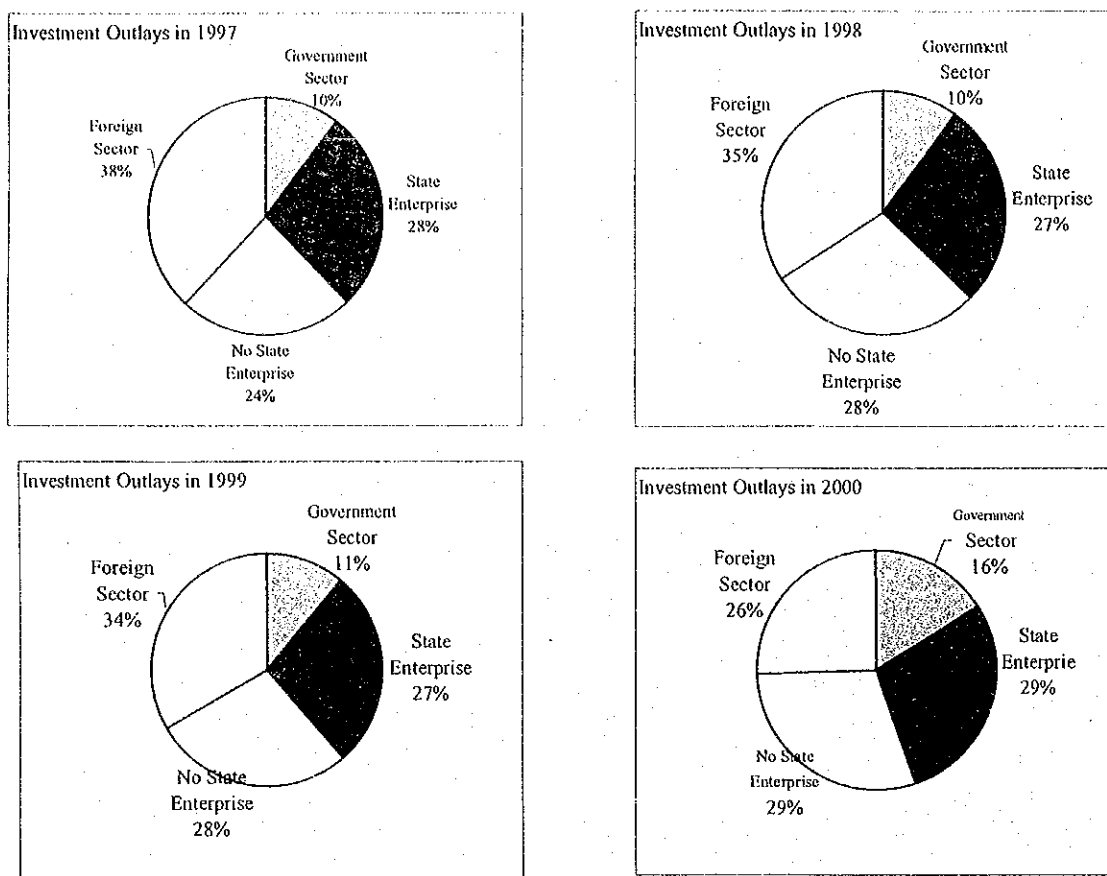 Investment Outlays in 1997
Government
Sector
10%
Foreign
Sector
38%
State
Enterprise
28%
No State
Enterprise
24%
Investment Outlays in 1998
Government
Sector
10%
Foreign
Sector
35%
State
Enterprise
27%
No State
Enterprise
28%
Investment Outlays in 1999
Government
Sector
11%
Foreign
Sector
34%
State
Enterprise
27%
No State
Enterprise
28%
Investment Outlays in 2000
Government
Sector
16%
Foreign
Sector
26%
State
Enterprie
29%
No State
Enterprise
29%